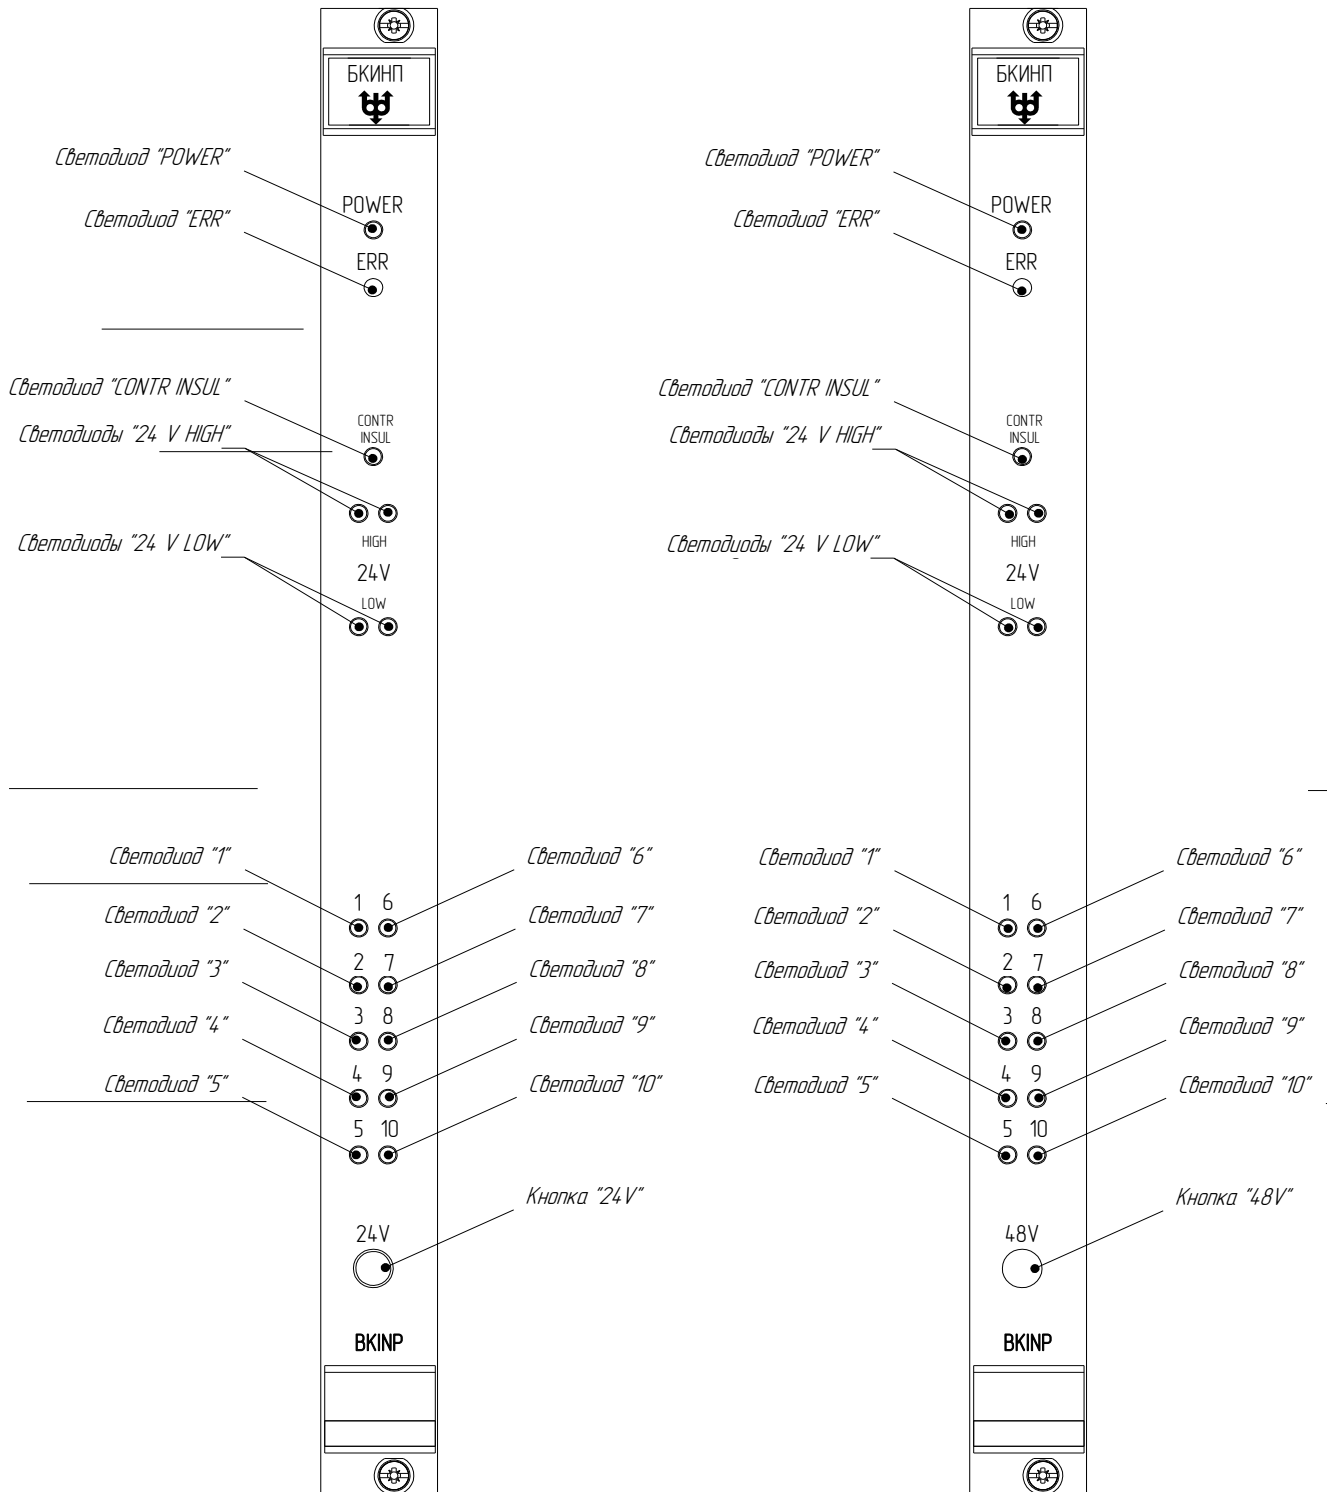 БКИНП
Светодиод "POWER"
POWER
Светодиод "ERR"
ERR
Светодиод "CONTR INSUL"
CONTR
INSUL
Светодиоды "24 V HIGH"
HIGH
Светодиоды "24 V LOW"
24V
LOW
Светодиод "1"
Светодиод "6"
1 6
Светодиод "2"
Светодиод "7"
2 7
Светодиод "3"
Светодиод "8"
3 8
Светодиод "4"
Светодиод "9"
4 9
Светодиод "5"
Светодиод "10"
5 10
Кнопка "24V"
24V
BKINP
БКИНП
Светодиод "POWER"
POWER
Светодиод "ERR"
ERR
Светодиод "CONTR INSUL"
CONTR
INSUL
Светодиоды "24 V HIGH"
HIGH
Светодиоды "24 V LOW"
24V
LOW
Светодиод "1"
Светодиод "6"
1 6
Светодиод "2"
Светодиод "7"
2 7
Светодиод "3"
Светодиод "8"
3 8
Светодиод "4"
Светодиод "9"
4 9
Светодиод "5"
Светодиод "10"
5 10
Кнопка "48V"
48V
BKINP